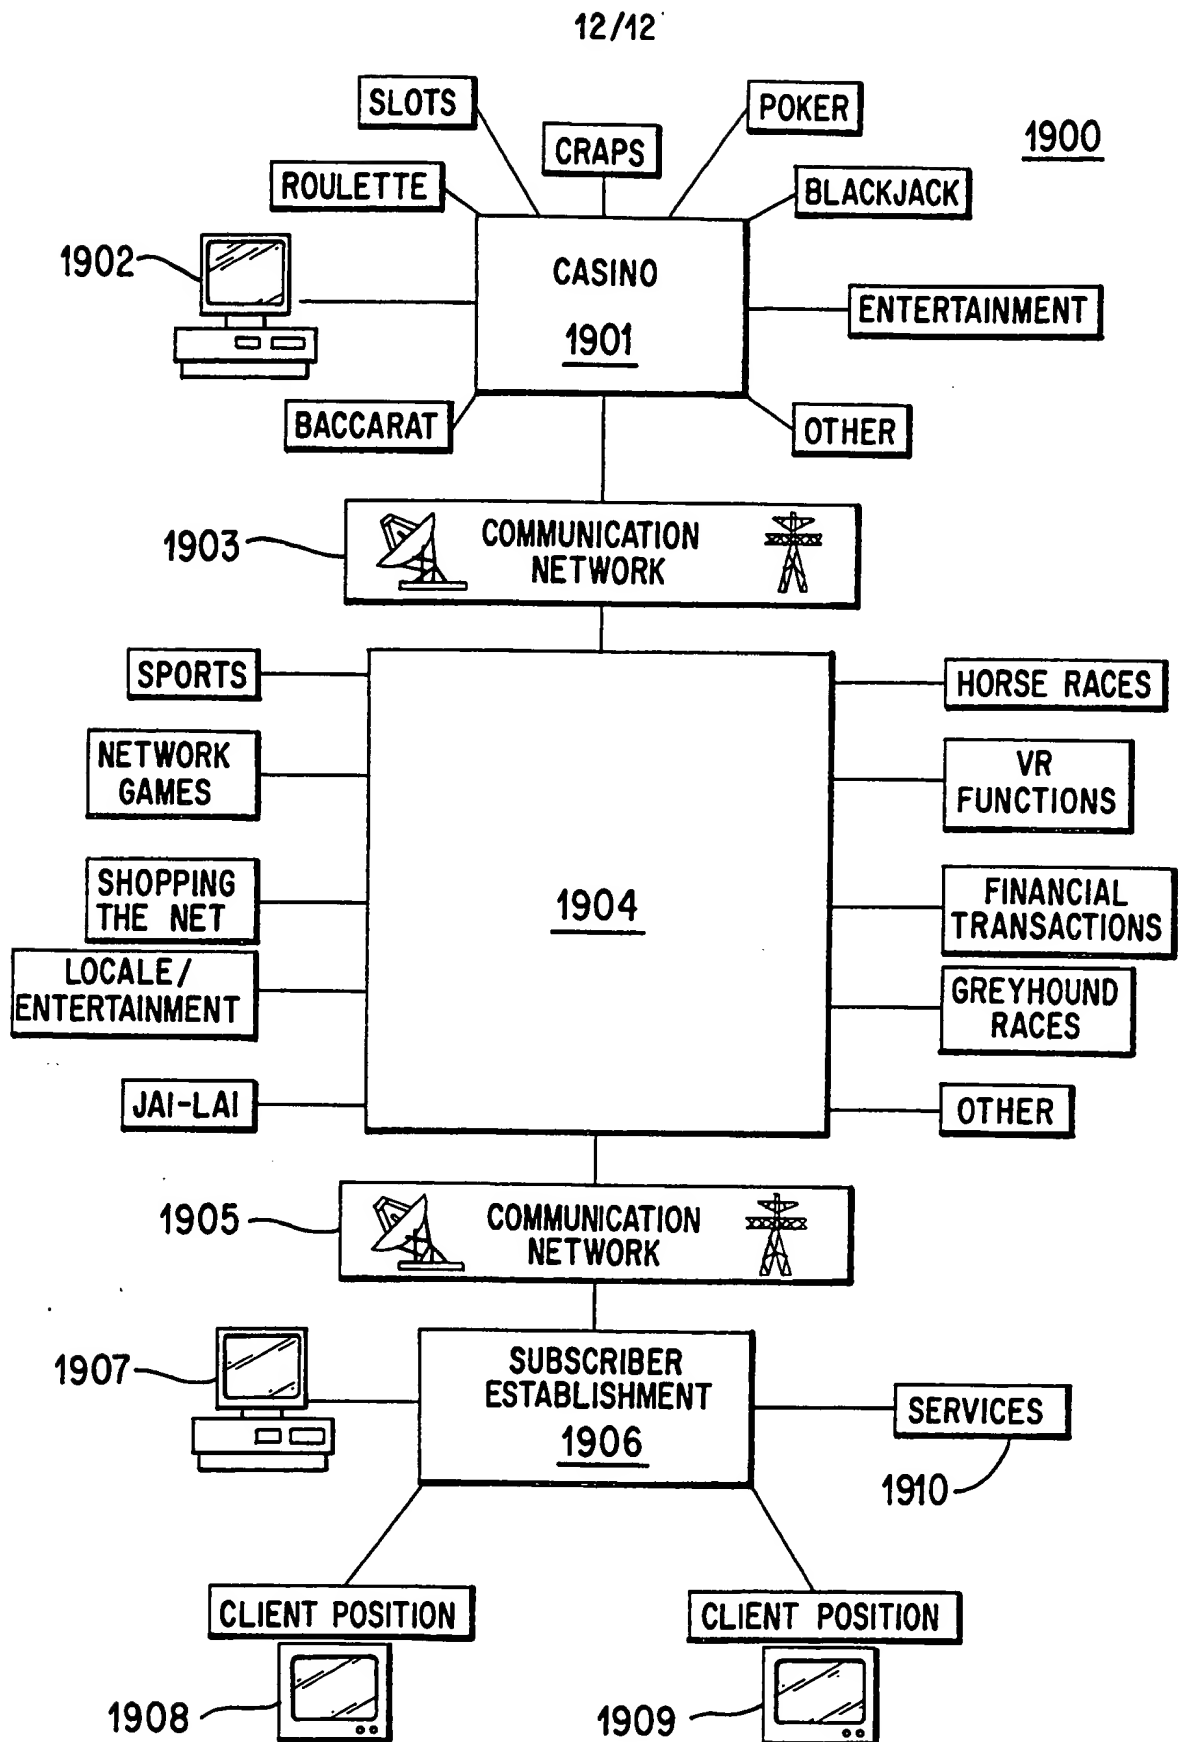 12/12
SLOTS
POKER
CRAPS
1900
ROULETTE
BLACKJACK
1902
CASINO
ENTERTAINMENT
1901
BACCARAT
OTHER
1903
COMMUNICATION
NETWORK
SPORTS
HORSE RACES
NETWORK
GAMES
VR
FUNCTIONS
SHOPPING
THE NET
1904
FINANCIAL
TRANSACTIONS
LOCALE/
ENTERTAINMENT
GREYHOUND
RACES
JAI-LAI
OTHER
1905
COMMUNICATION
NETWORK
1907
SUBSCRIBER
ESTABLISHMENT
1906
SERVICES
1910
CLIENT POSITION
CLIENT POSITION
1908
1909